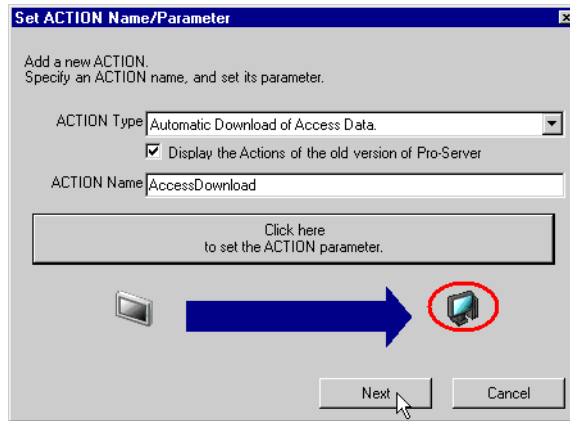 Set ACTION Name/Parameter
Add a new ACTION.
Specify an ACTION name, and set its parameter.
ACTION Type Automatic Download of Access Data.
Display the Actions of the old version of Pro-Server
ACTION Name AccessDownload
Click here
to set the ACTION parameter.
Next Cancel